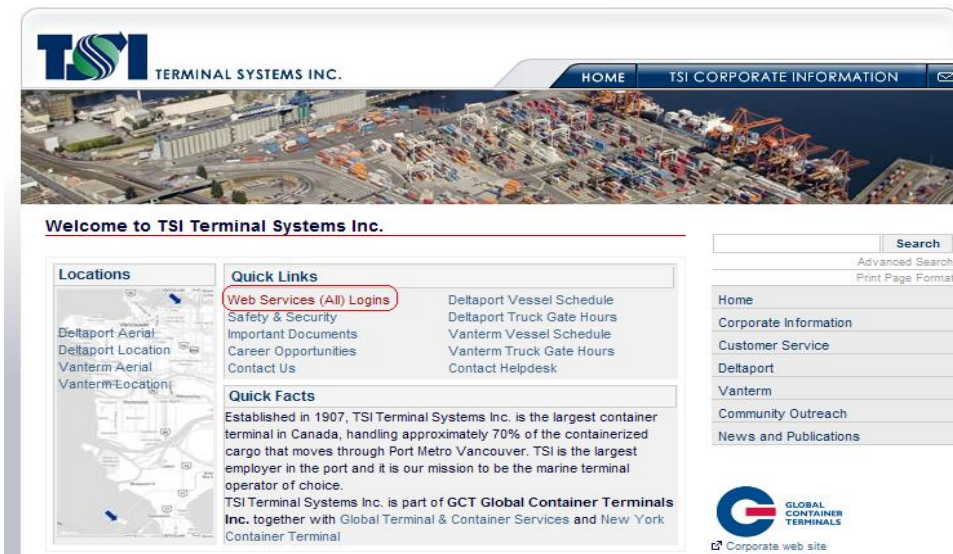 TSI
TERMINAL SYSTEMS INC.
HOME
TSI CORPORATE INFORMATION
Welcome to TSI Terminal Systems Inc.
Search
Advanced Search
Print Page Format
Locations
Deltaport Aerial
Deltaport Location
Vanterm Aerial
Vanterm Location
Quick Links
Web Services (All) Logins
Safety & Security
Important Documents
Career Opportunities
Contact Us
Deltaport Vessel Schedule
Deltaport Truck Gate Hours
Vanterm Vessel Schedule
Vanterm Truck Gate Hours
Contact Helpdesk
Quick Facts
Established in 1907, TSI Terminal Systems Inc. is the largest container
terminal in Canada, handling approximately 70% of the containerized
cargo that moves through Port Metro Vancouver. TSI is the largest
employer in the port and it is our mission to be the marine terminal
operator of choice.
TSI Terminal Systems Inc. is part of GCT Global Container Terminals
Inc. together with Global Terminal & Container Services and New York
Container Terminal
Home
Corporate Information
Customer Service
Deltaport
Vanterm
Community Outreach
News and Publications
GLOBAL
CONTAINER
TERMINALS
Corporate web site